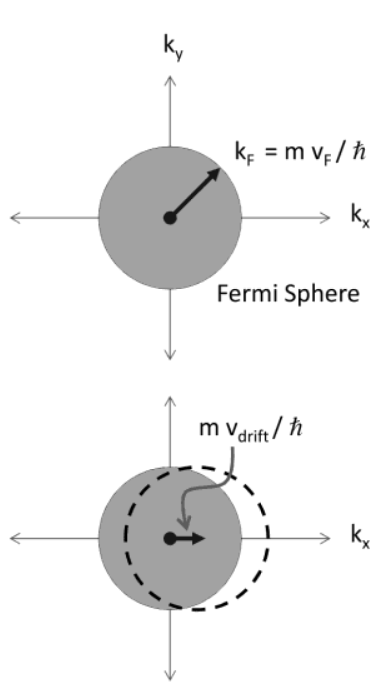 k_y
k_F = m v_F / ℏ
k_x
Fermi Sphere
m v_drift / ℏ
k_x